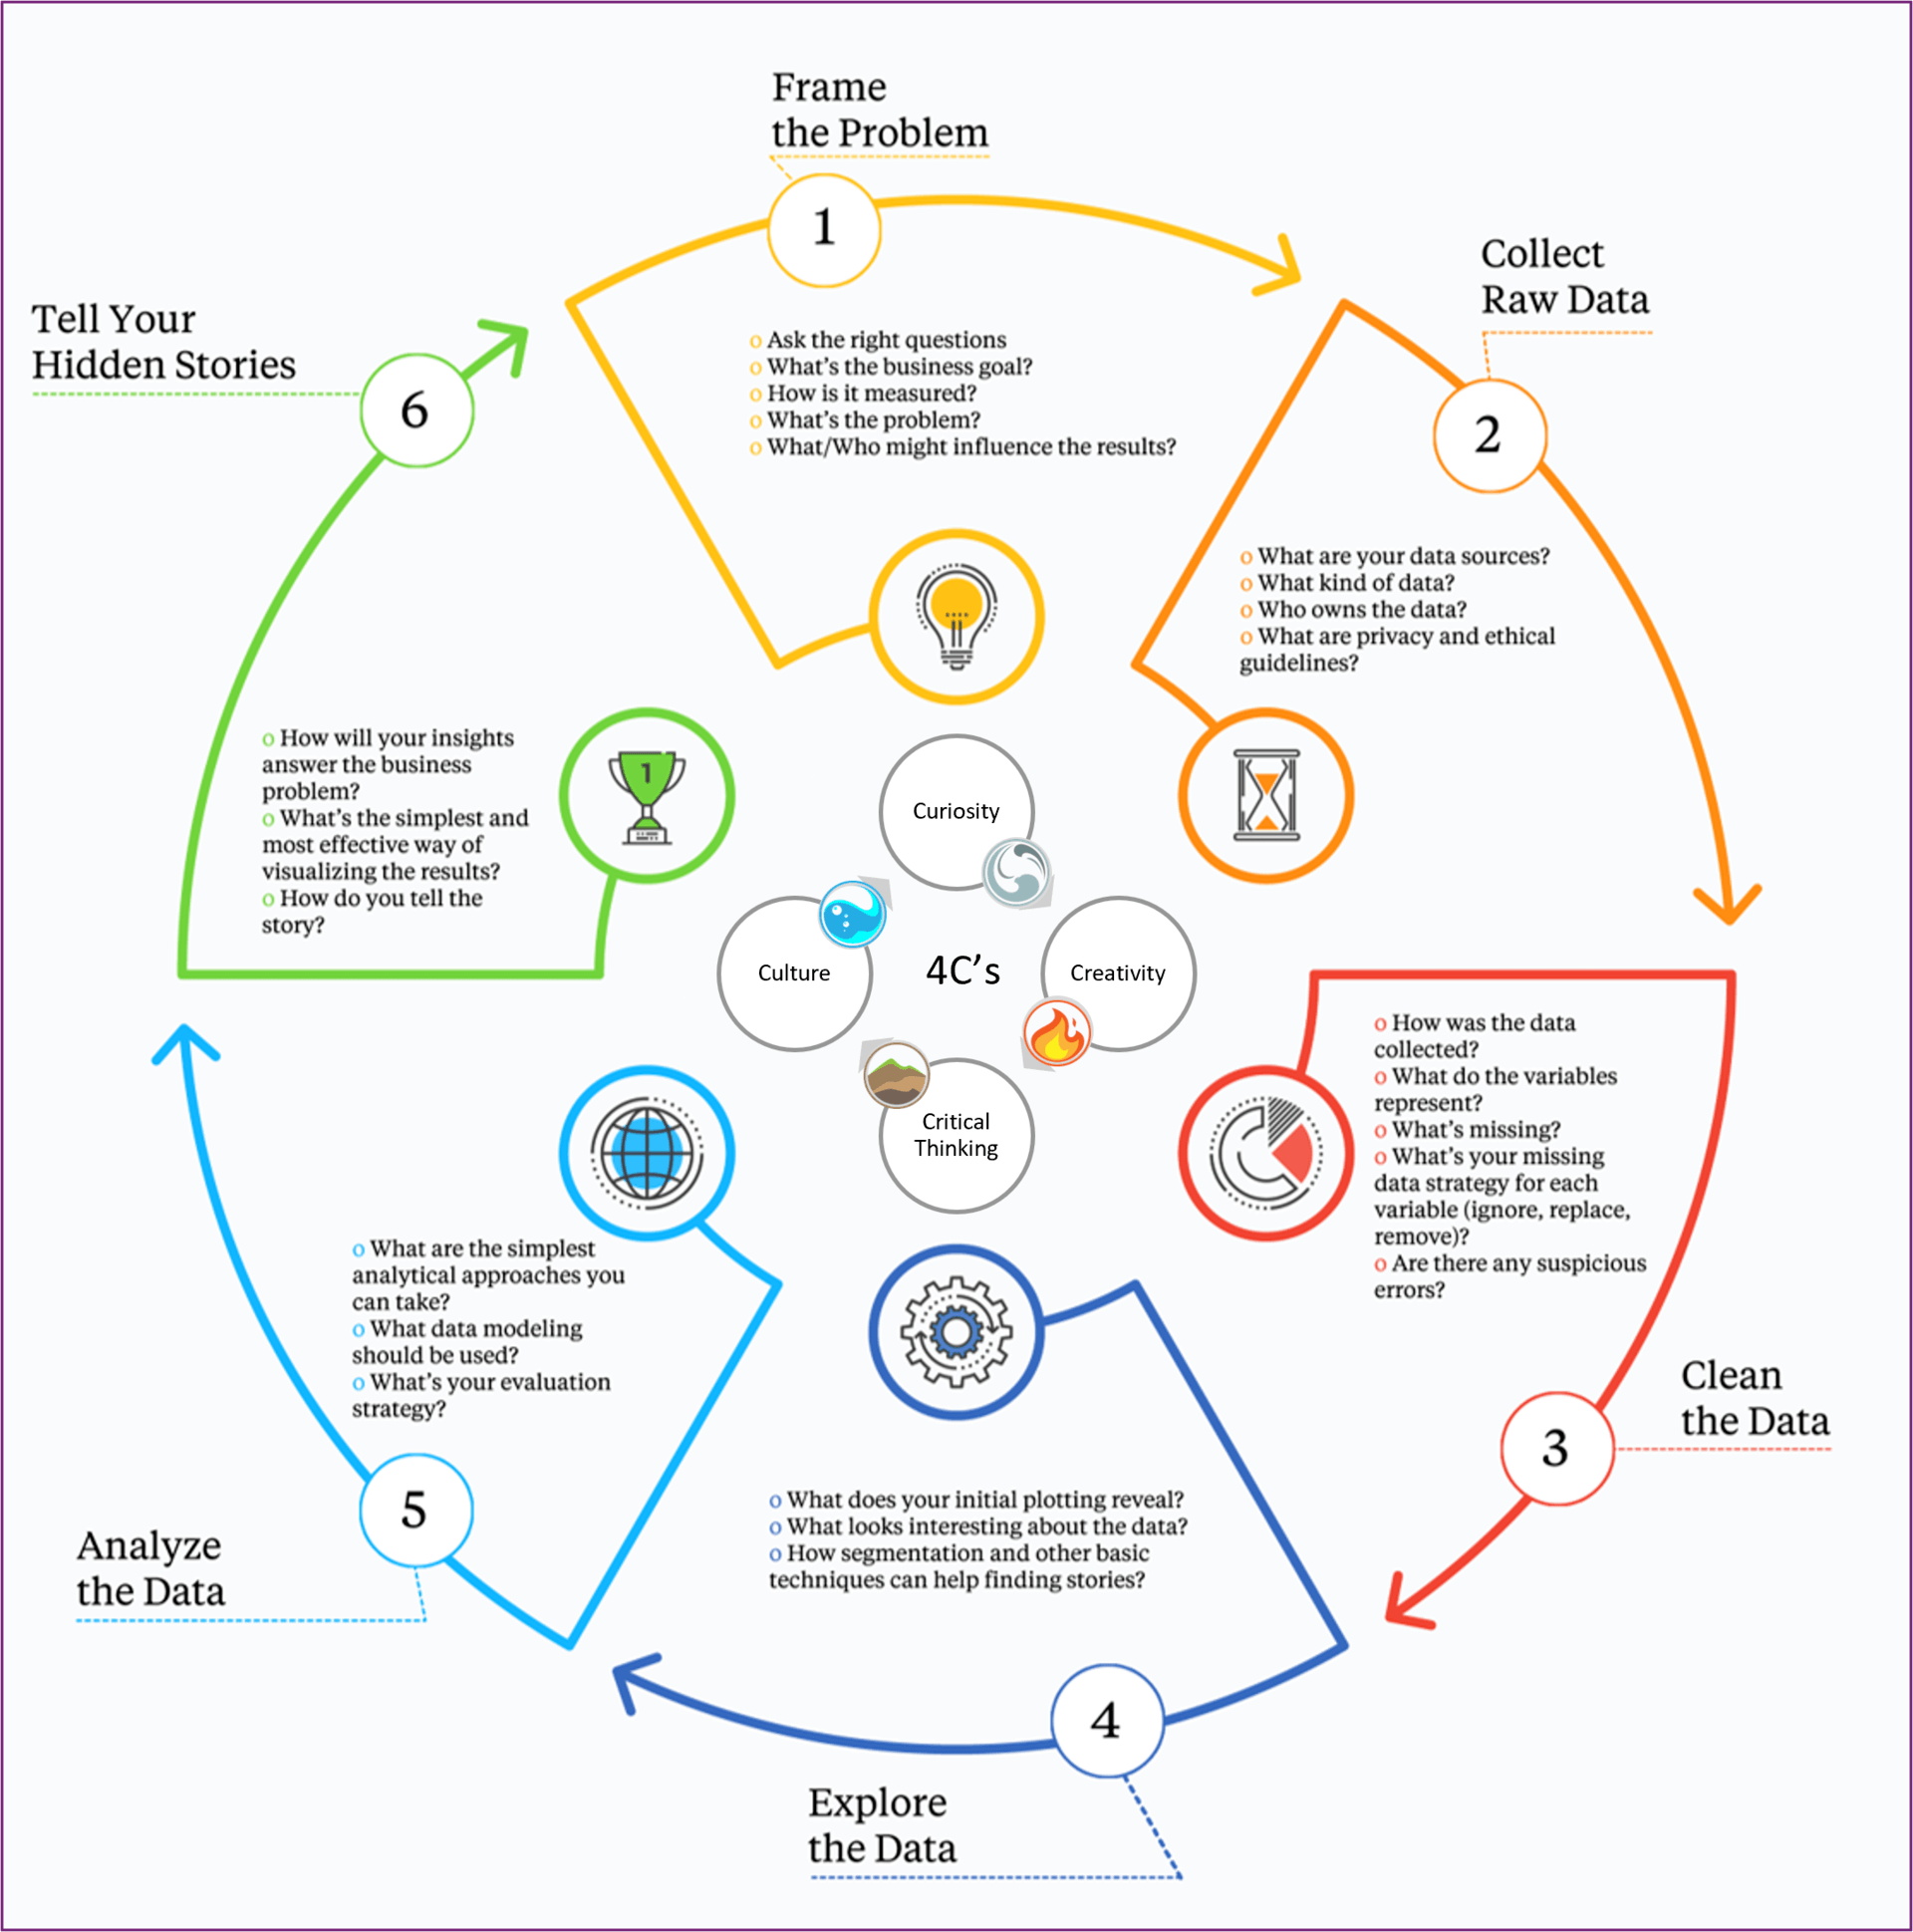 Frame
the Problem
1
o Ask the right questions
o What's the business goal?
o How is it measured?
o What's the problem?
o What/Who might influence the results?
Collect
Raw Data
2
o What are your data sources?
o What kind of data?
o Who owns the data?
o What are privacy and ethical
guidelines?
Clean
the Data
3
o How was the data
collected?
o What do the variables
represent?
o What's missing?
o What's your missing
data strategy for each
variable (ignore, replace,
remove)?
o Are there any suspicious
errors?
Explore
the Data
4
o What does your initial plotting reveal?
o What looks interesting about the data?
o How segmentation and other basic
techniques can help finding stories?
Analyze
the Data
5
o What are the simplest
analytical approaches you
can take?
o What data modeling
should be used?
o What's your evaluation
strategy?
Tell Your
Hidden Stories
6
o How will your insights
answer the business
problem?
o What's the simplest and
most effective way of
visualizing the results?
o How do you tell the
story?
1
4C's
Curiosity
Creativity
Critical
Thinking
Culture